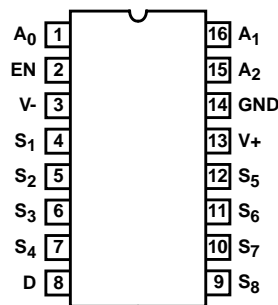 A0 1 16 A1
EN 2 15 A2
V- 3 14 GND
S1 4 13 V+
S2 5 12 S5
S3 6 11 S6
S4 7 10 S7
D 8 9 S8